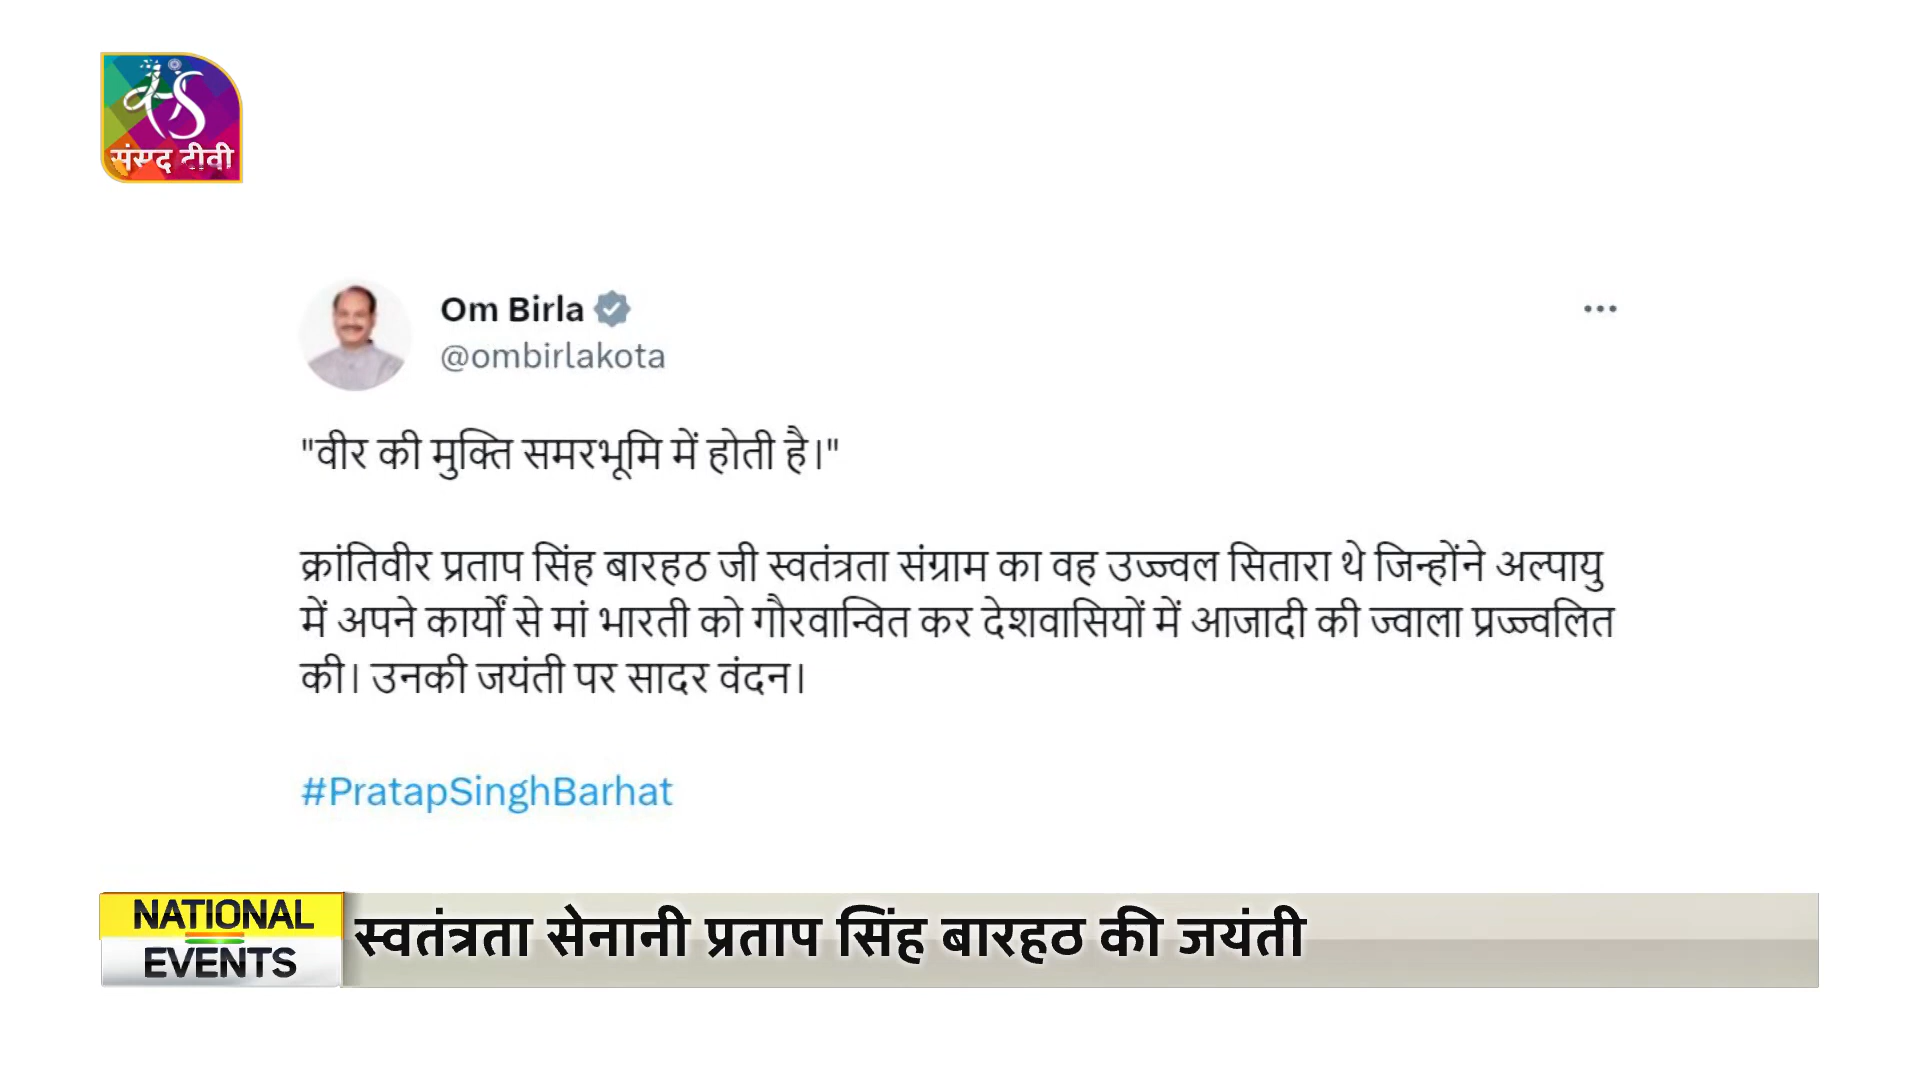 संसद टीवी
Om Birla
@ombirlakota
"वीर की मुक्ति समरभूमि में होती है।"
क्रांतिवीर प्रताप सिंह बारहठ जी स्वतंत्रता संग्राम का वह उज्ज्वल सितारा थे जिन्होंने अल्पायु
में अपने कार्यों से मां भारती को गौरवान्वित कर देशवासियों में आजादी की ज्वाला प्रज्ज्वलित
की। उनकी जयंती पर सादर वंदन।
#PratapSinghBarhat
NATIONAL
EVENTS
स्वतंत्रता सेनानी प्रताप सिंह बारहठ की जयंती